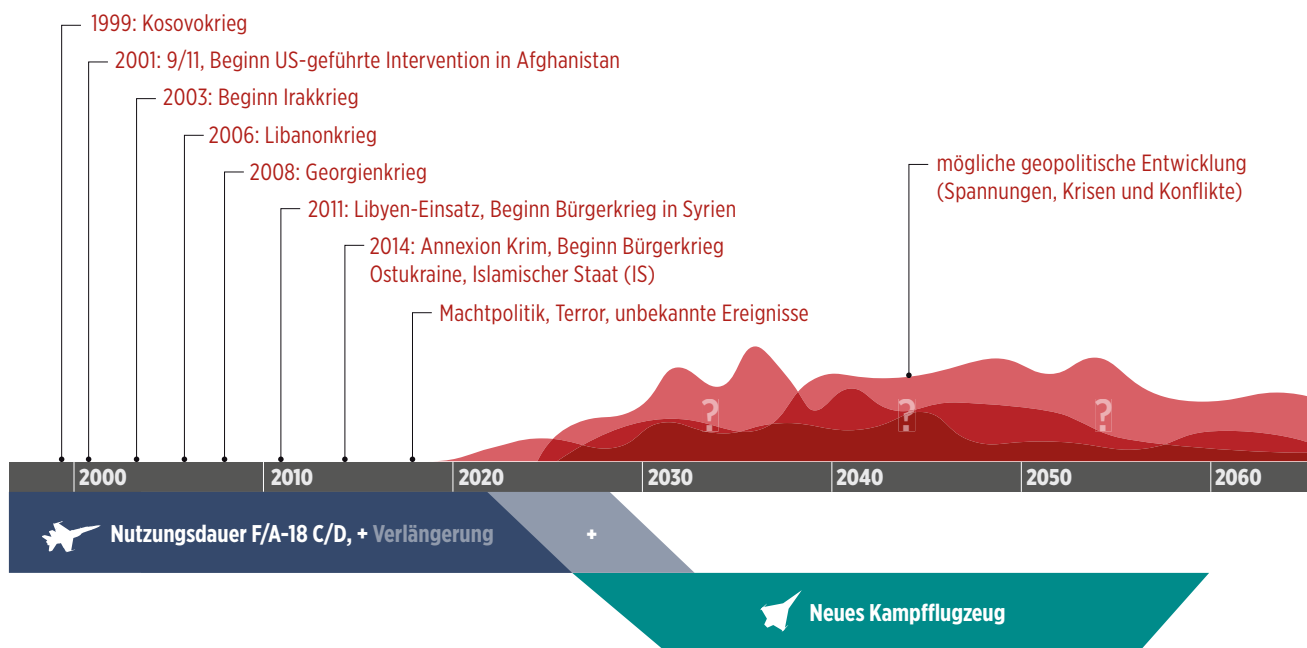 1999: Kosovokrieg
2001: 9/11, Beginn US-geführte Intervention in Afghanistan
2003: Beginn Irakkrieg
2006: Libanonkrieg
2008: Georgienkrieg
2011: Libyen-Einsatz, Beginn Bürgerkrieg in Syrien
2014: Annexion Krim, Beginn Bürgerkrieg
Ostukraine, Islamischer Staat (IS)
Machtpolitik, Terror, unbekannte Ereignisse
mögliche geopolitische Entwicklung
(Spannungen, Krisen und Konflikte)
? ? ?
2000 2010 2020 2030 2040 2050 2060
Nutzungsdauer F/A-18 C/D, + Verlängerung +
Neues Kampfflugzeug